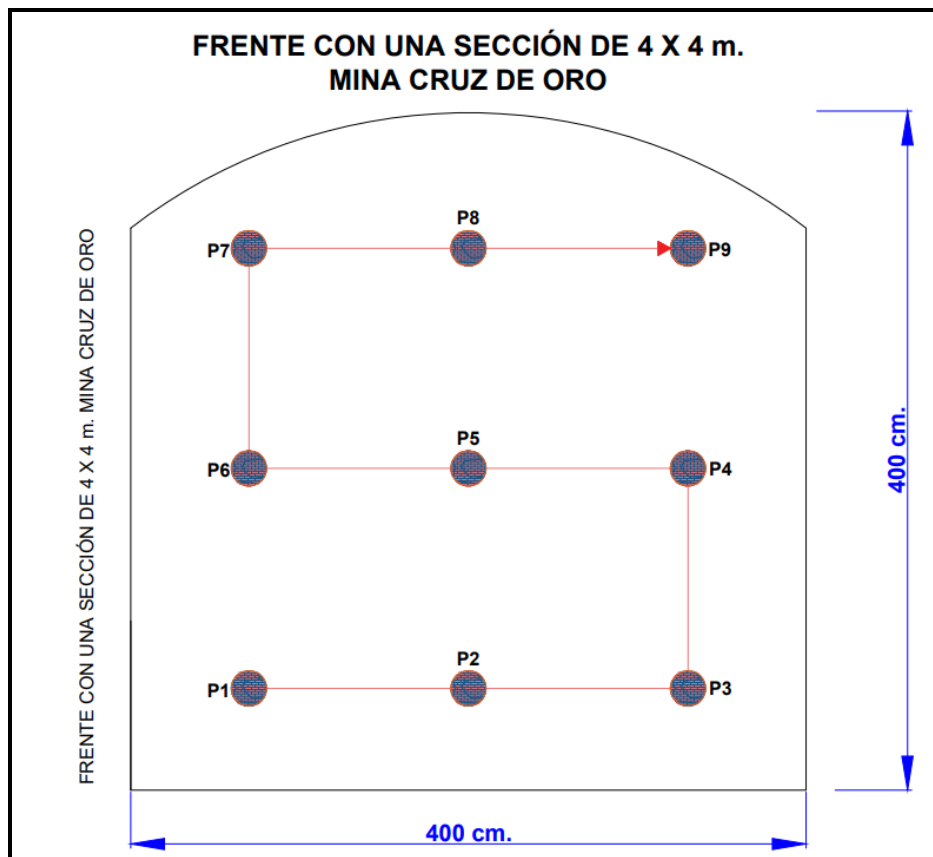 FRENTE CON UNA SECCIÓN DE 4 X 4 m.
MINA CRUZ DE ORO
P7
P8
P9
P6
P5
P4
P1
P2
P3
FRENTE CON UNA SECCIÓN DE 4 X 4 m. MINA CRUZ DE ORO
400 cm.
400 cm.